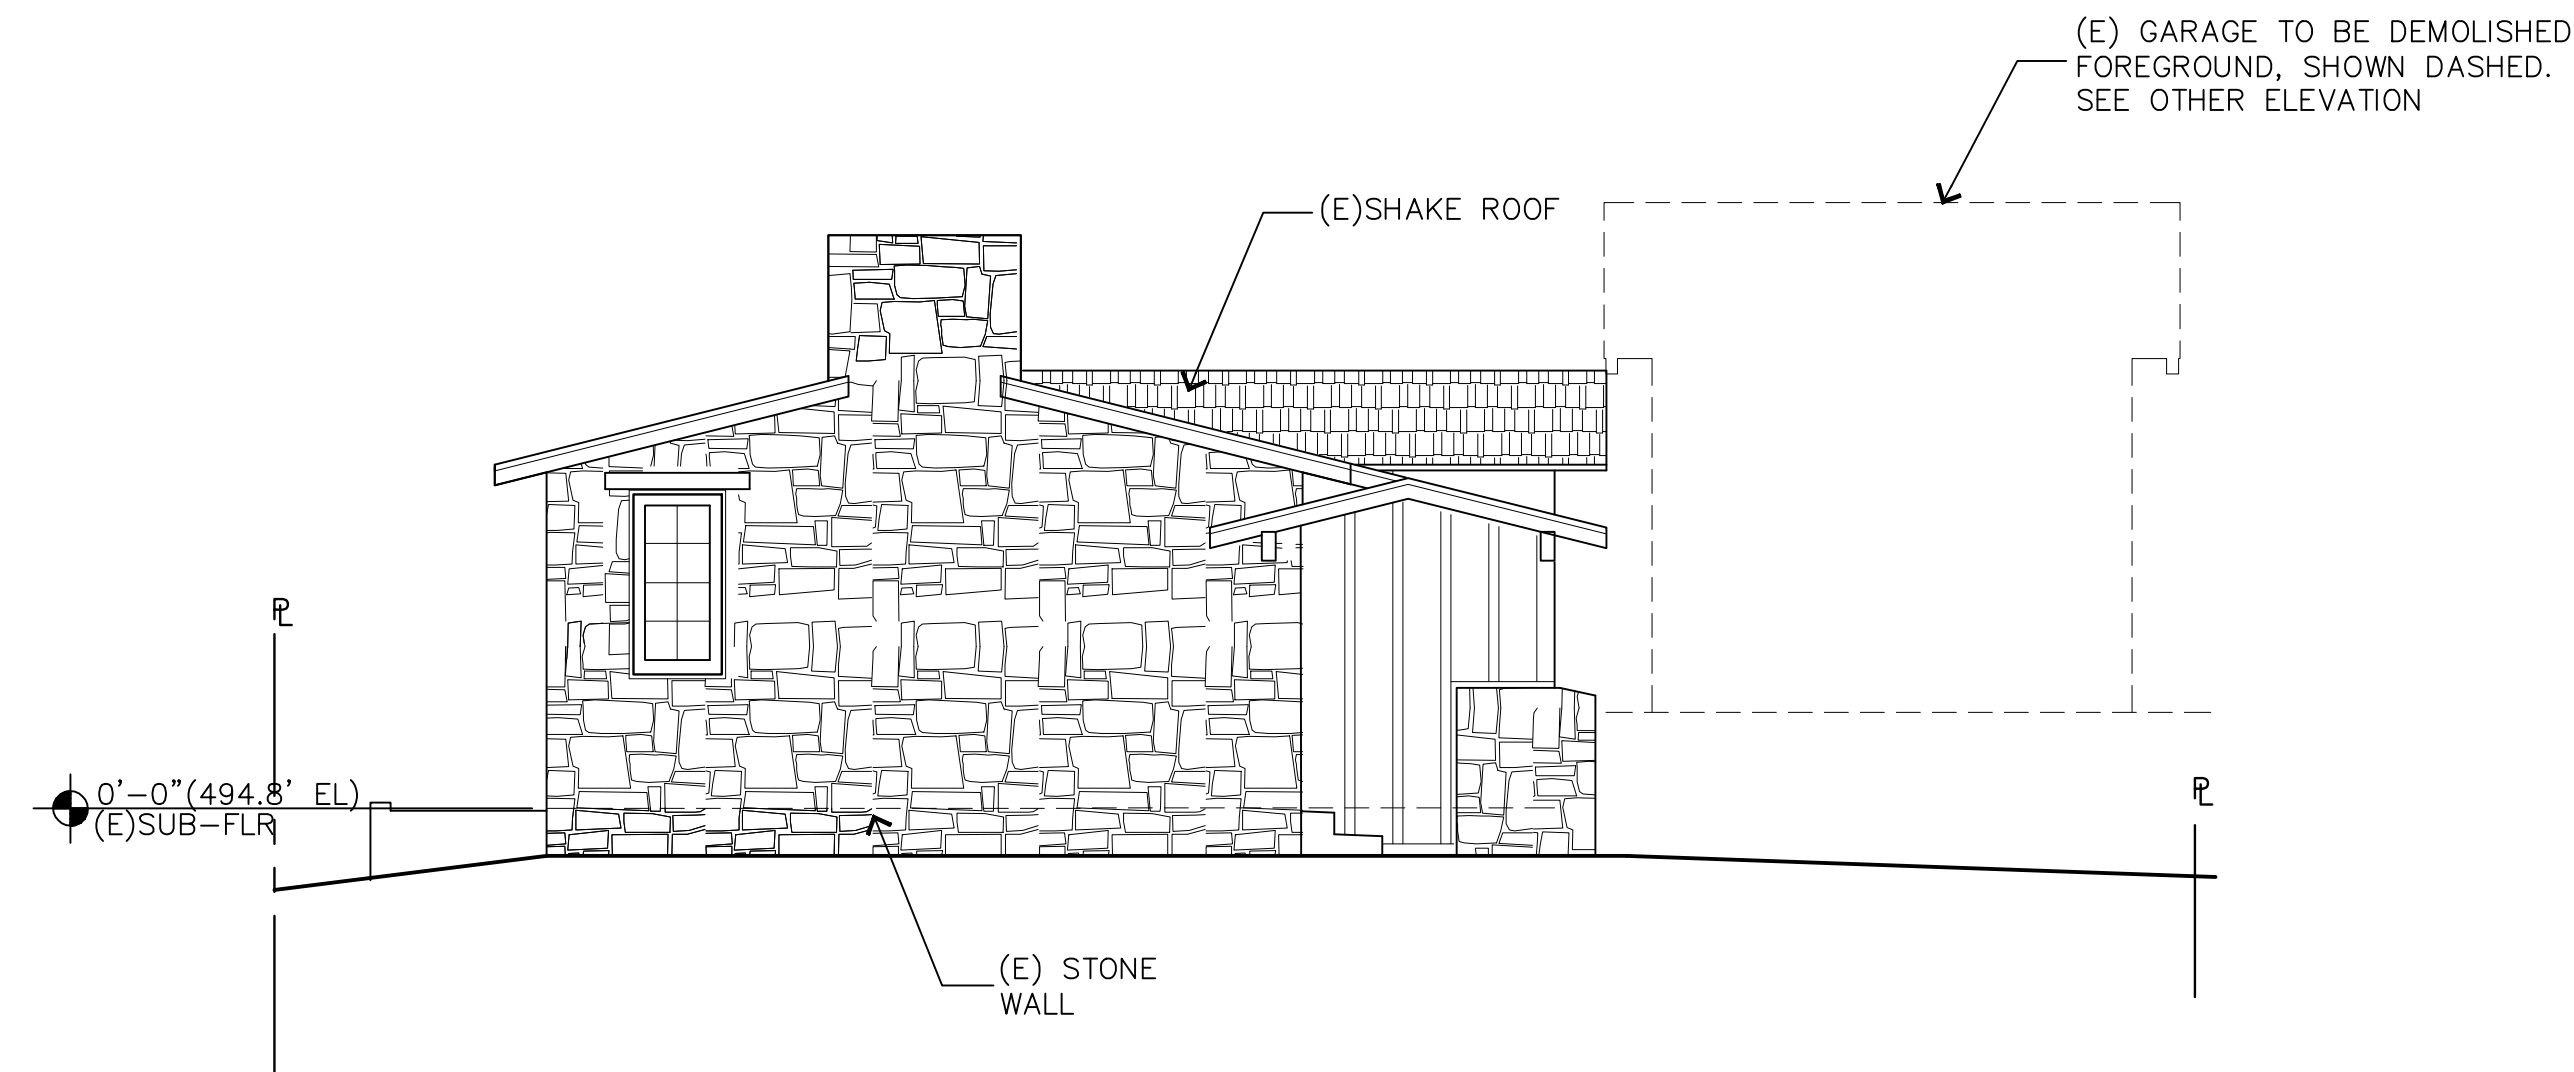 (E) GARAGE TO BE DEMOLISHED
FOREGROUND, SHOWN DASHED.
SEE OTHER ELEVATION
(E)SHAKE ROOF
PL
PL
0'-0"(494.8' EL)
(E)SUB-FLR
(E) STONE
WALL